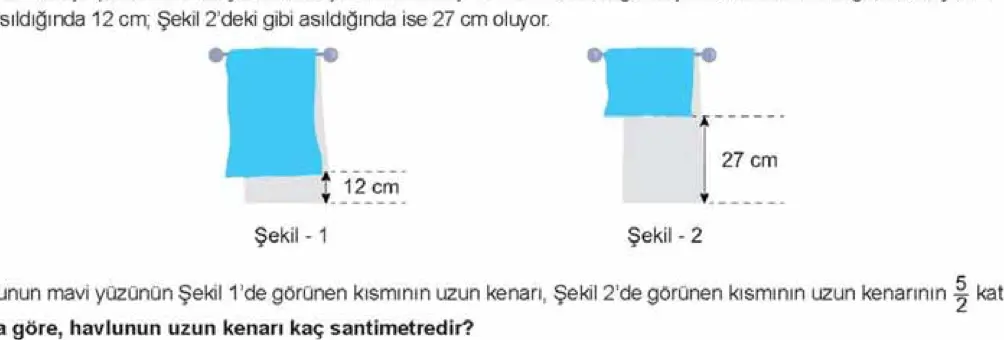 sıldığında 12 cm; Şekil 2'deki gibi asıldığında ise 27 cm oluyor.
12 cm
27 cm
Şekil - 1
Şekil - 2
unun mavi yüzünün Şekil 1'de görünen kısmının uzun kenarı, Şekil 2'de görünen kısmının uzun kenarının 5/2 kat
a göre, havlunun uzun kenarı kaç santimetredir?